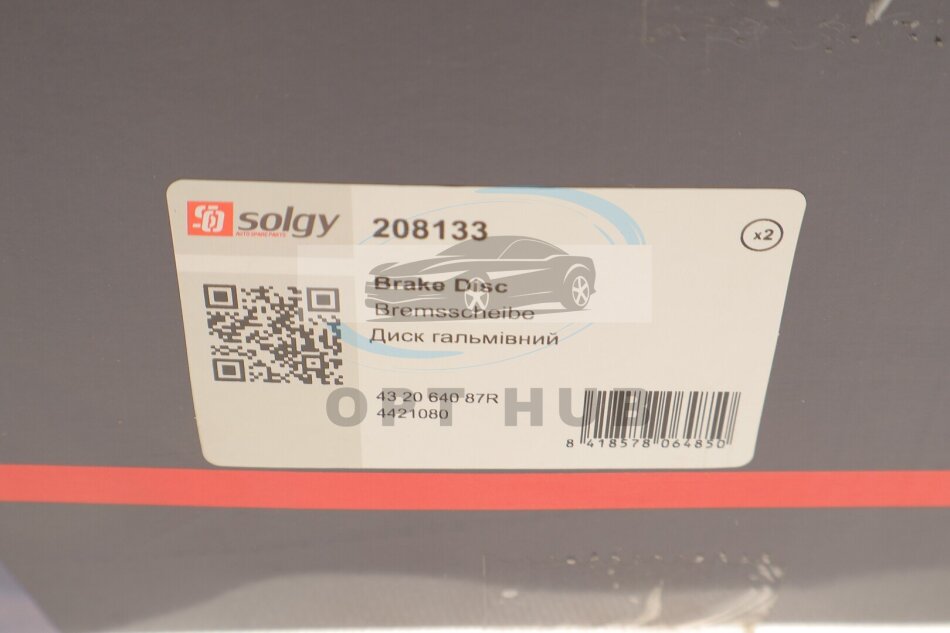 solgy
AUTO SPARE PARTS
208133
x2
Brake Disc
Bremsscheibe
Диск гальмівний
43 20 640 87R
4421080
OPT HUB
8 418578 064850